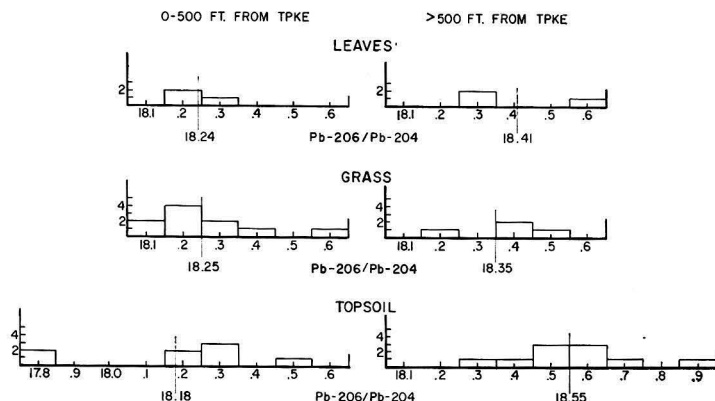 0-500 FT. FROM TPKE >500 FT. FROM TPKE
LEAVES
2 2
18.1 .2 .3 .4 .5 .6 18.1 .2 .3 .4 .5 .6
18.24 Pb-206/Pb-204 18.41
GRASS
4 4
2 2
18.1 .2 .3 .4 .5 .6 18.1 .2 .3 .4 .5 .6
18.25 Pb-206/Pb-204 18.35
TOPSOIL
4 4
2 2
17.8 .9 18.0 .1 .2 .3 .4 .5 .6 18.1 .2 .3 .4 .5 .6 .7 .8 .9
18.18 Pb-206/Pb-204 18.55